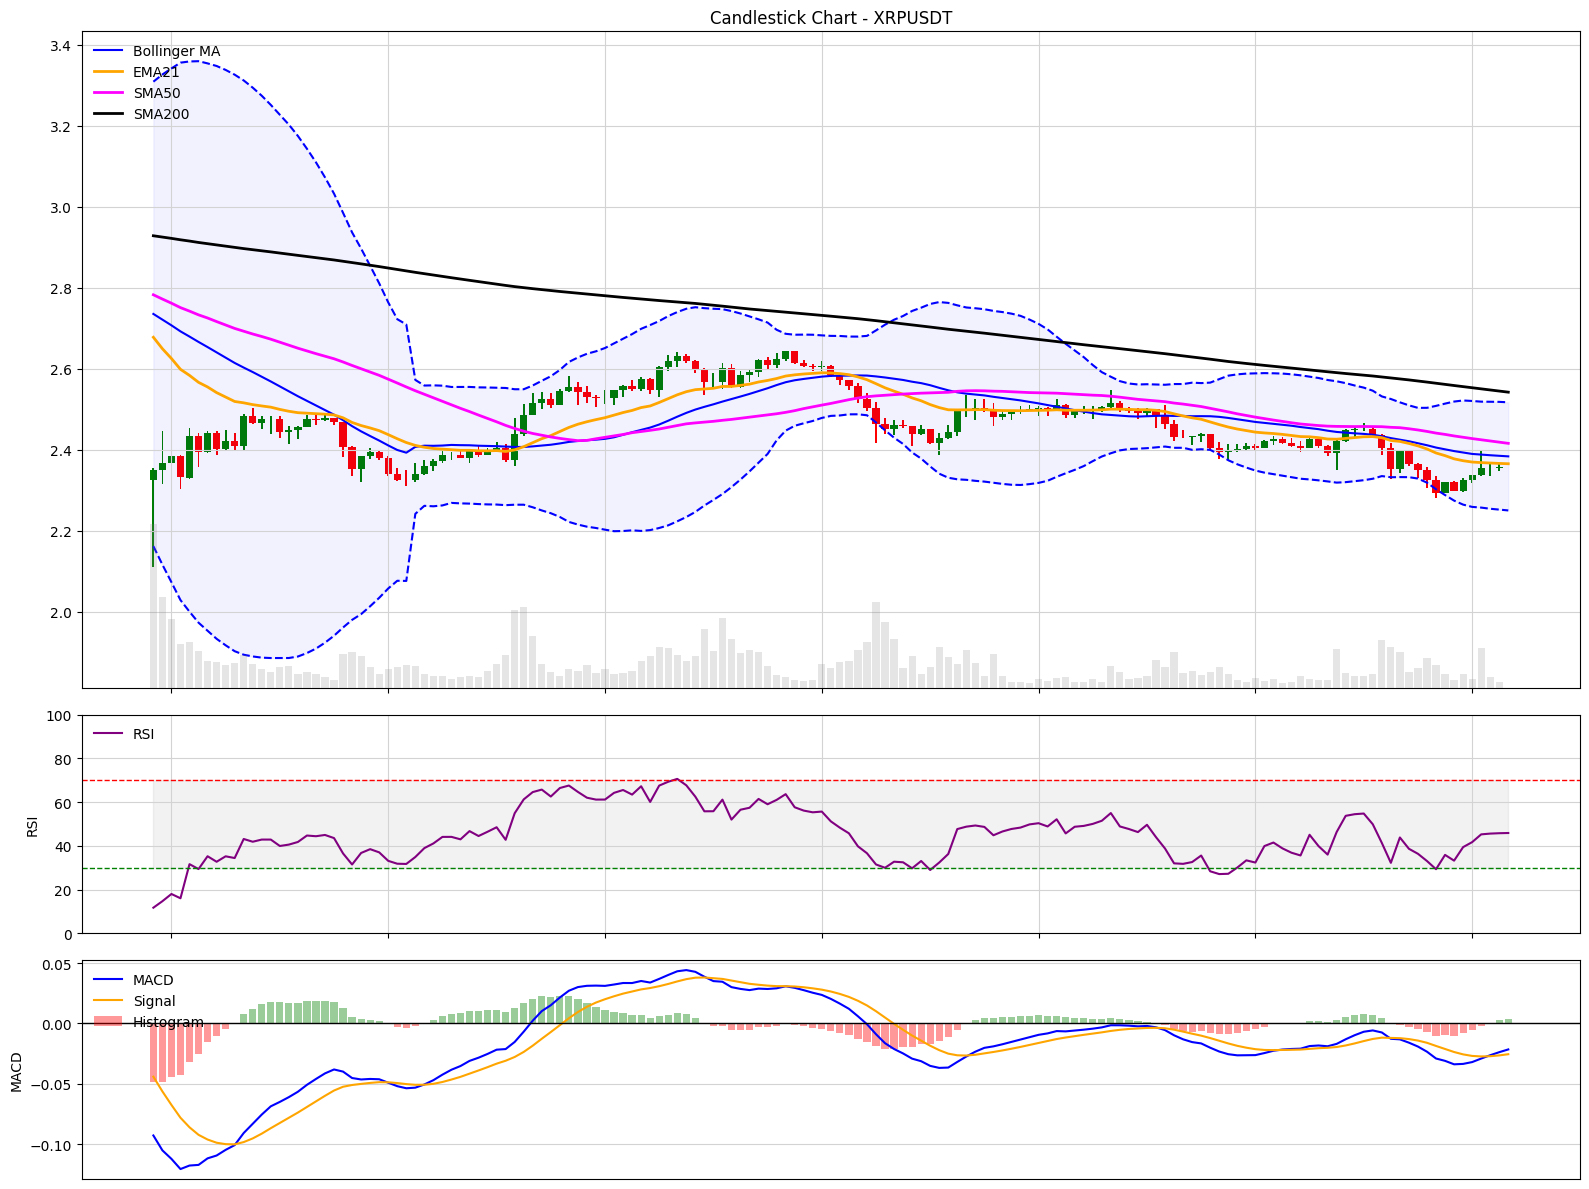 Candlestick Chart - XRPUSDT
Bollinger MA
EMA21
SMA50
SMA200
3.4
3.2
3.0
2.8
2.6
2.4
2.2
2.0
RSI
RSI
100
80
60
40
20
0
MACD
Signal
Histogram
MACD
0.05
0.00
−0.05
−0.10